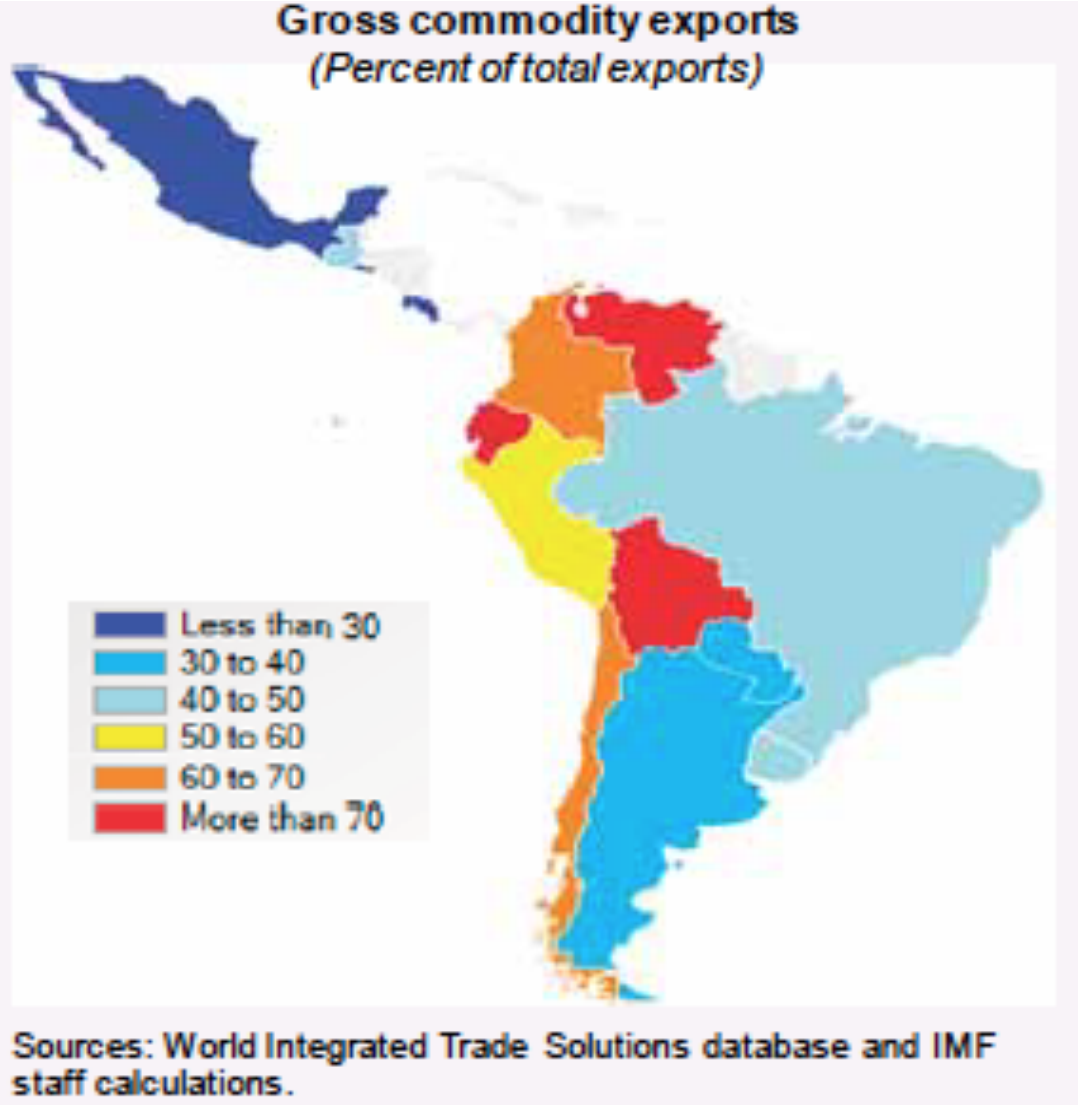 Gross commodity exports
(Percent of total exports)
Less than 30
30 to 40
40 to 50
50 to 60
60 to 70
More than 70
Sources: World Integrated Trade Solutions database and IMF
staff calculations.